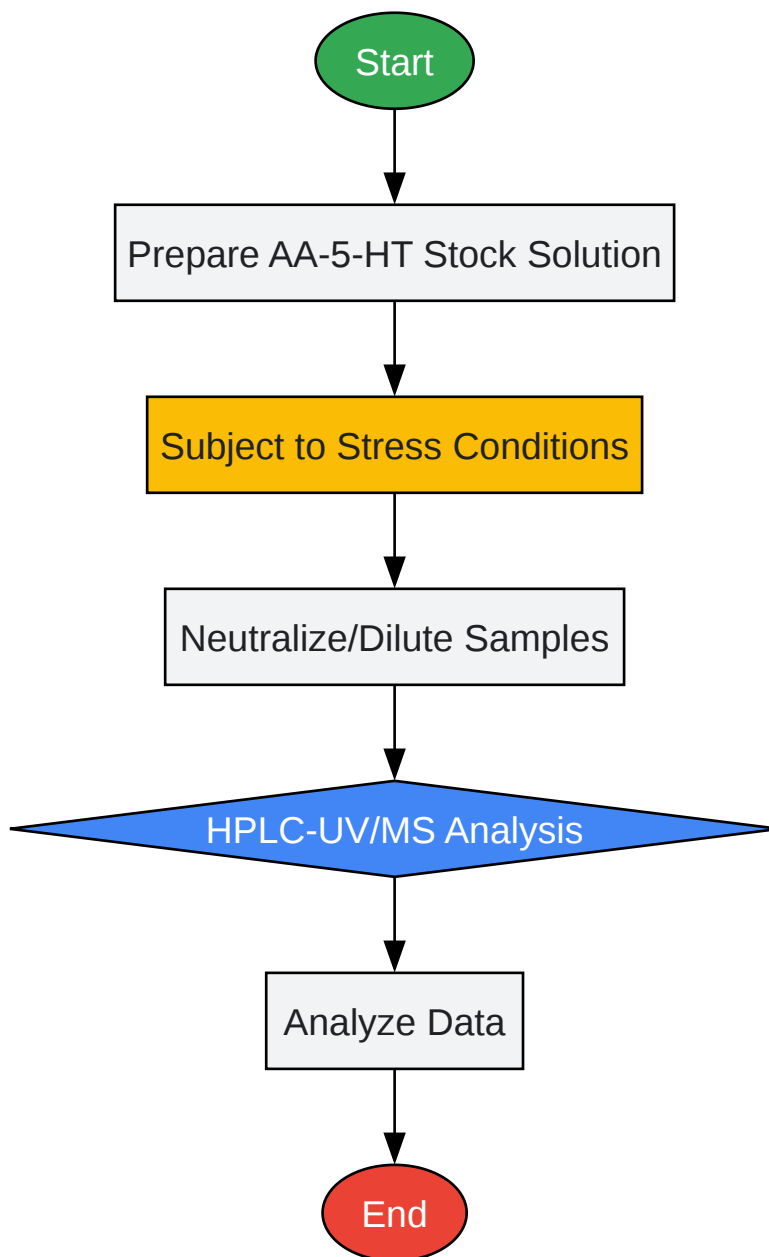 Start
Prepare AA-5-HT Stock Solution
Subject to Stress Conditions
Neutralize/Dilute Samples
HPLC-UV/MS Analysis
Analyze Data
End